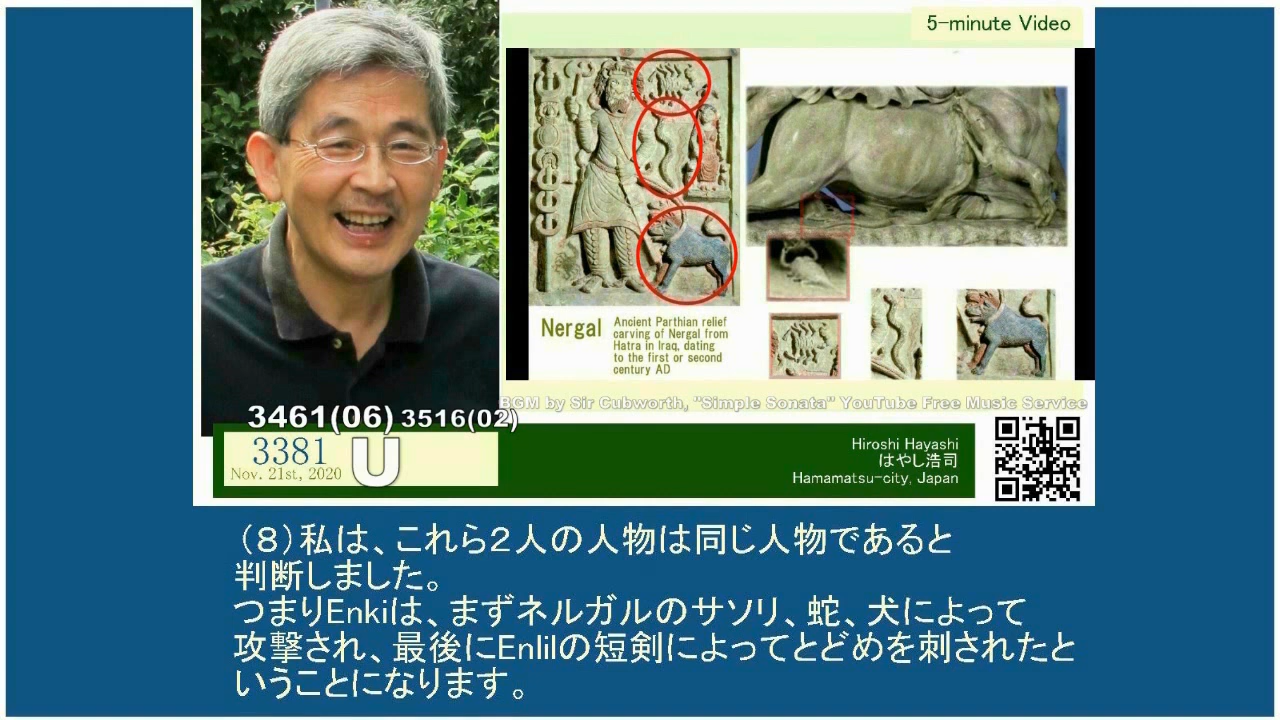 5-minute Video
Nergal
Ancient Parthian relief
carving of Nergal from
Hatra in Iraq, dating
to the first or second
century AD
BGM by Sir Cubworth, "Simple Sonata" YouTube Free Music Service
3461(06) 3516(02)
3381
Nov. 21st, 2020
U
Hiroshi Hayashi
はやし浩司
Hamamatsu-city, Japan
(8)私は、これら2人の人物は同じ人物であると
判断しました。
つまりEnkiは、まずネルガルのサソリ、蛇、犬によって
攻撃され、最後にEnlilの短剣によってとどめを刺されたと
いうことになります。